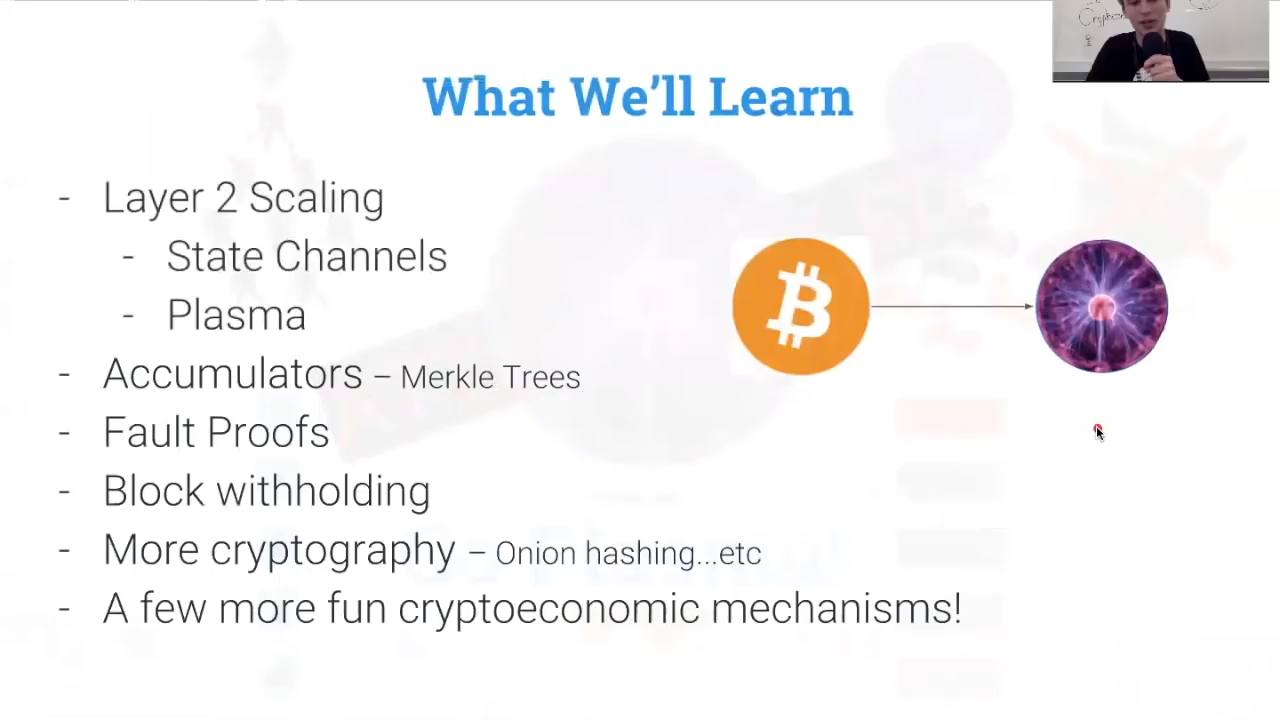 What We'll Learn
- Layer 2 Scaling
- State Channels
- Plasma
- Accumulators – Merkle Trees
- Fault Proofs
- Block withholding
- More cryptography – Onion hashing...etc
- A few more fun cryptoeconomic mechanisms!